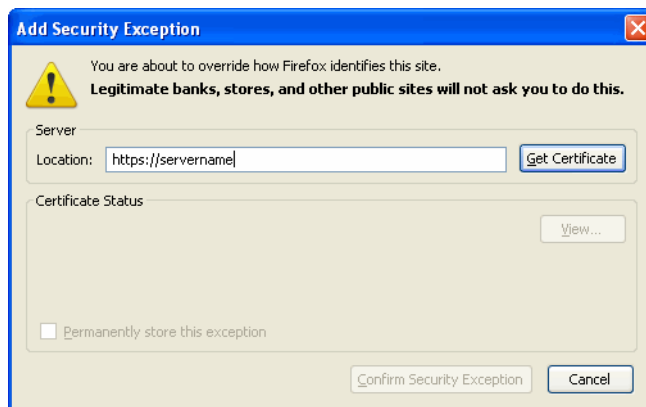 Add Security Exception
You are about to override how Firefox identifies this site.
Legitimate banks, stores, and other public sites will not ask you to do this.
Server
Location:  https://servername  Get Certificate
Certificate Status
View...
Permanently store this exception
Confirm Security Exception  Cancel